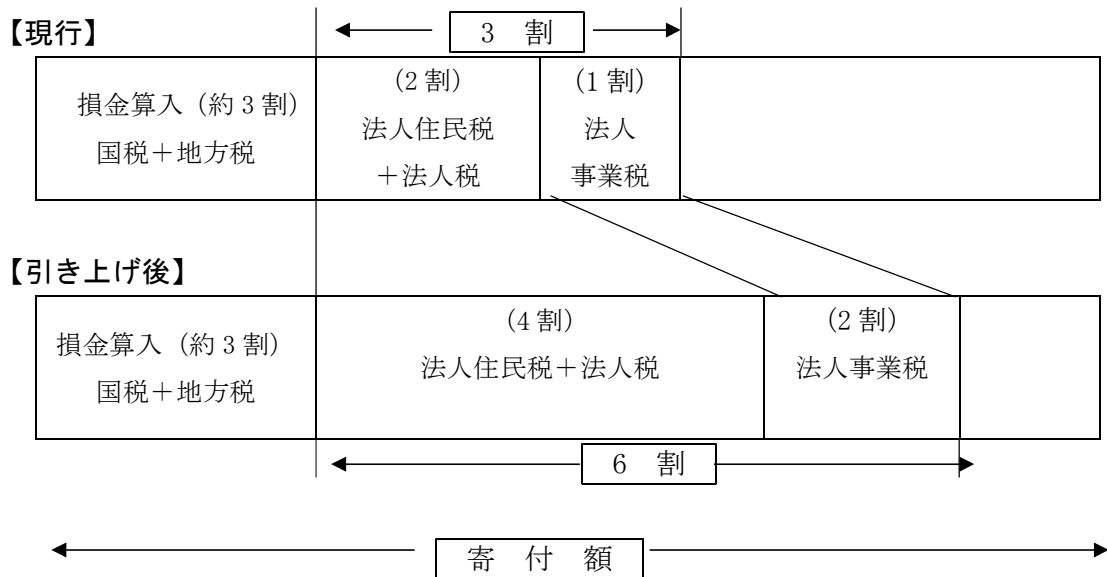 【現行】
3 割
損金算入（約3割）
国税＋地方税
（2割）
法人住民税
＋法人税
（1割）
法人
事業税
【引き上げ後】
損金算入（約3割）
国税＋地方税
（4割）
法人住民税＋法人税
（2割）
法人事業税
6 割
寄 付 額